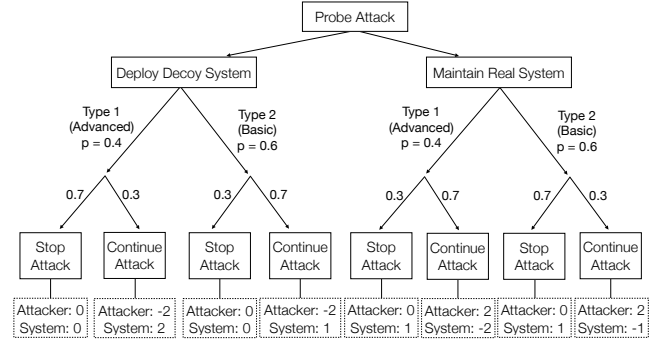 Probe Attack
Deploy Decoy System
Maintain Real System
Type 1
(Advanced)
p = 0.4
Type 2
(Basic)
p = 0.6
Type 1
(Advanced)
p = 0.4
Type 2
(Basic)
p = 0.6
0.7
0.3
0.3
0.7
0.3
0.7
0.7
0.3
Stop
Attack
Continue
Attack
Stop
Attack
Continue
Attack
Stop
Attack
Continue
Attack
Stop
Attack
Continue
Attack
Attacker: 0
System: 0
Attacker: -2
System: 2
Attacker: 0
System: 0
Attacker: -2
System: 1
Attacker: 0
System: 1
Attacker: 2
System: -2
Attacker: 0
System: 1
Attacker: 2
System: -1